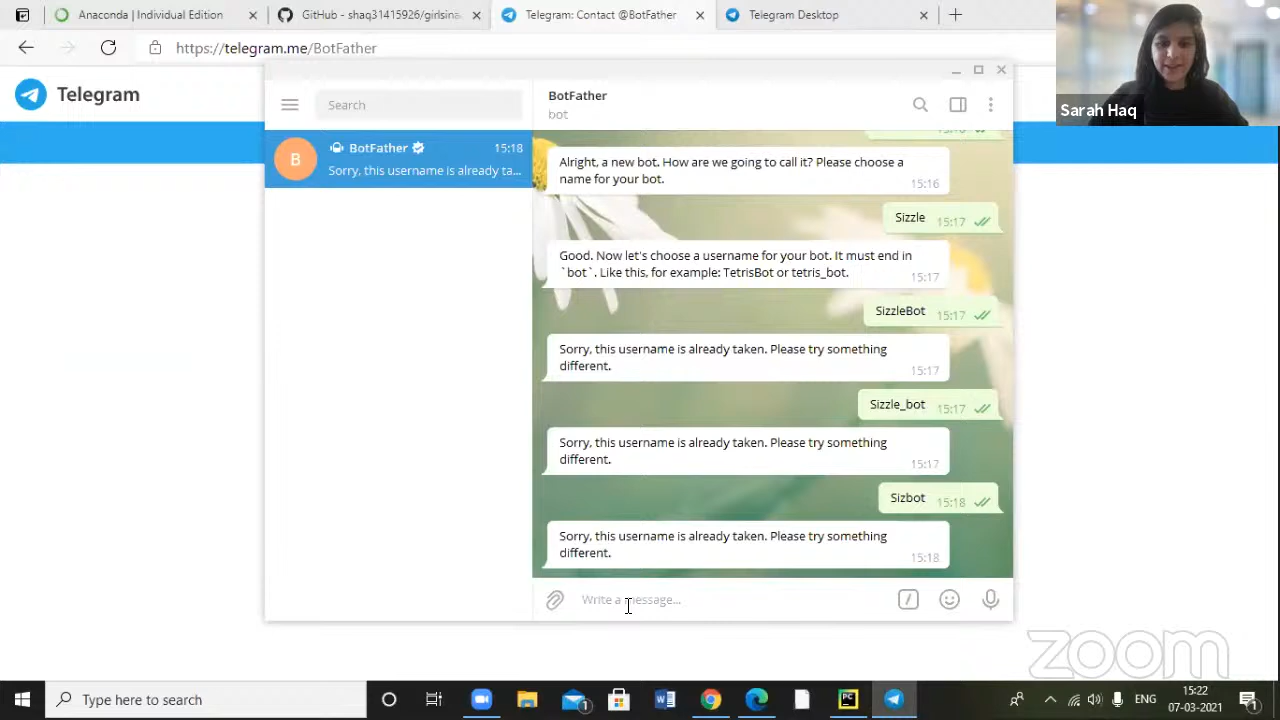 Anaconda | Individual Edition
GitHub - shaq31415926/girlsina
Telegram: Contact @BotFather
Telegram Desktop
https://telegram.me/BotFather
Telegram
Search
BotFather
bot
B
BotFather
15:18
Sorry, this username is already ta...
Alright, a new bot. How are we going to call it? Please choose a
name for your bot.
15:16
Sizzle
15:17
Good. Now let's choose a username for your bot. It must end in
`bot`. Like this, for example: TetrisBot or tetris_bot.
15:17
SizzleBot
15:17
Sorry, this username is already taken. Please try something
different.
15:17
Sizzle_bot
15:17
Sorry, this username is already taken. Please try something
different.
15:17
Sizbot
15:18
Sorry, this username is already taken. Please try something
different.
15:18
Write a message...
Sarah Haq
zoom
Type here to search
1
W
PC
ENG
15:22
07-03-2021
1